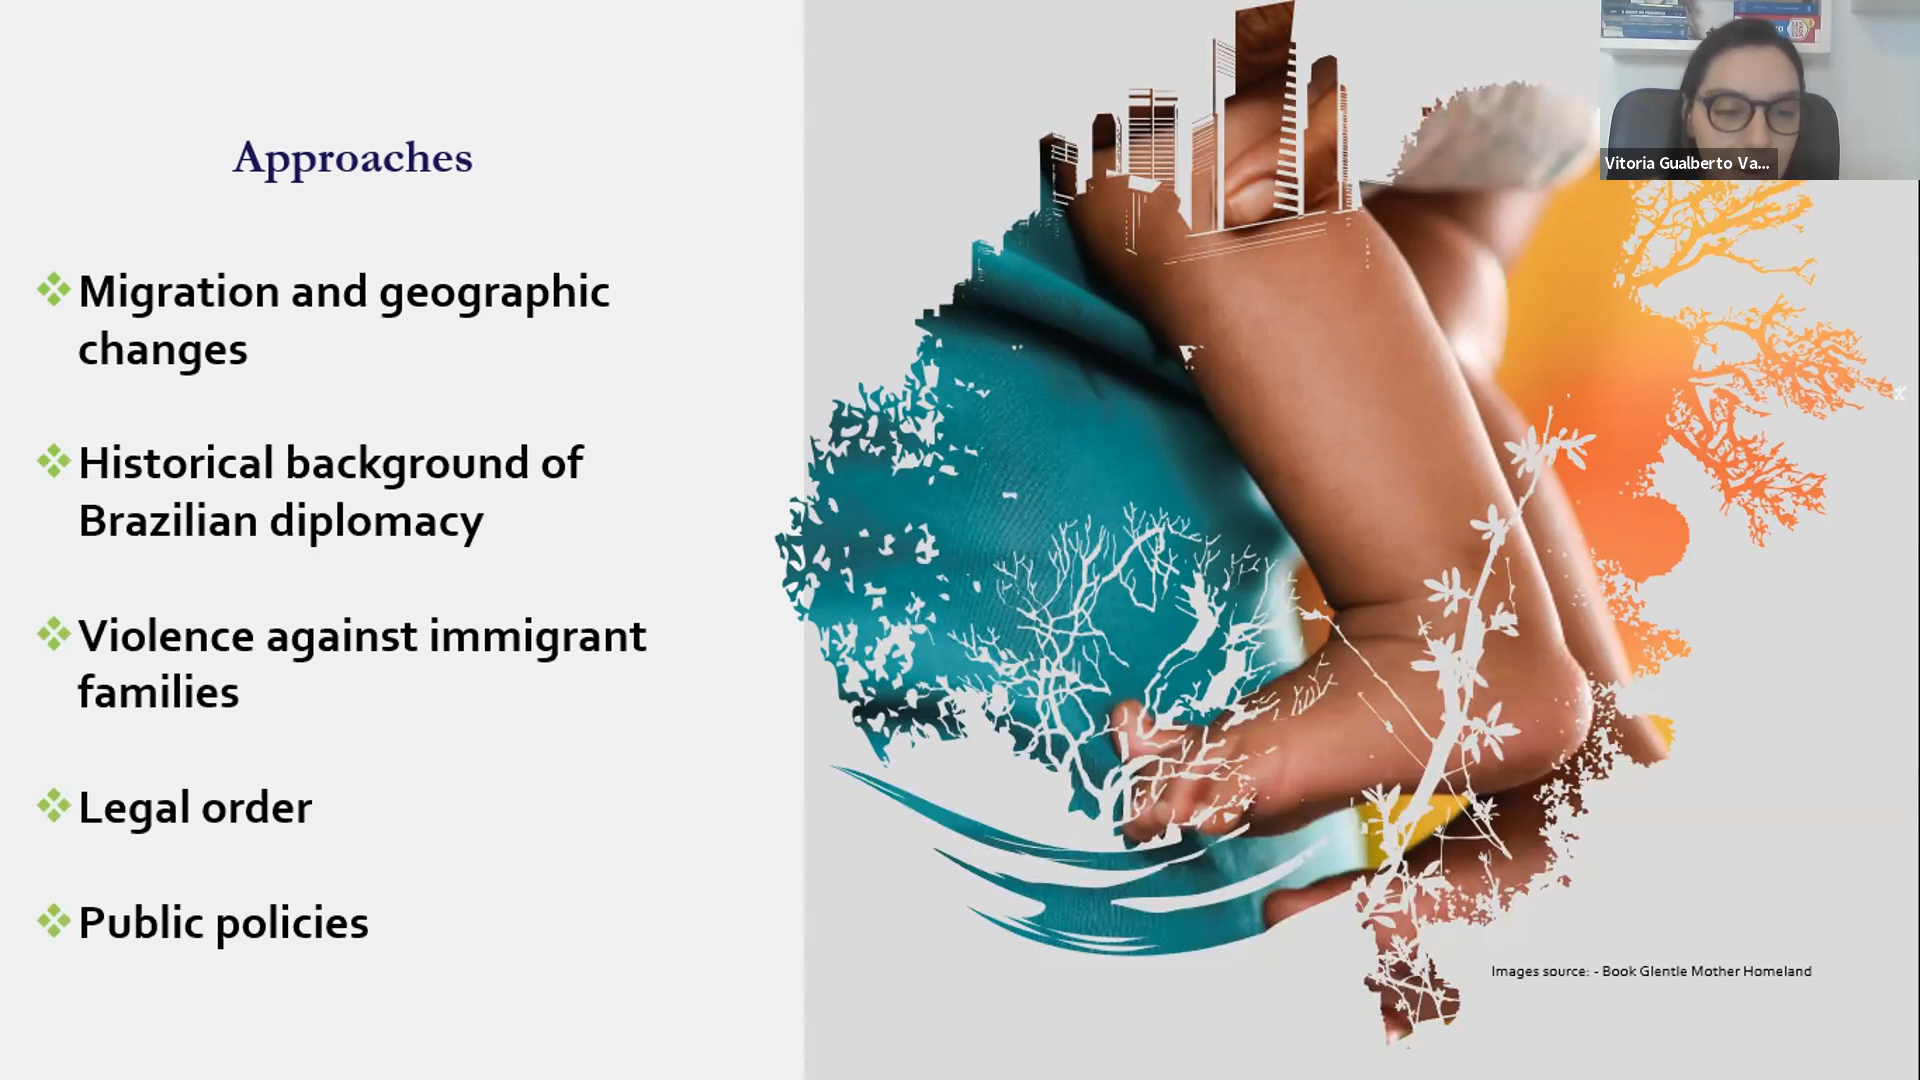 Approaches
Migration and geographic
changes
Historical background of
Brazilian diplomacy
Violence against immigrant
families
Legal order
Public policies
Vitoria Gualberto Va...
Images source: - Book Glentle Mother Homeland